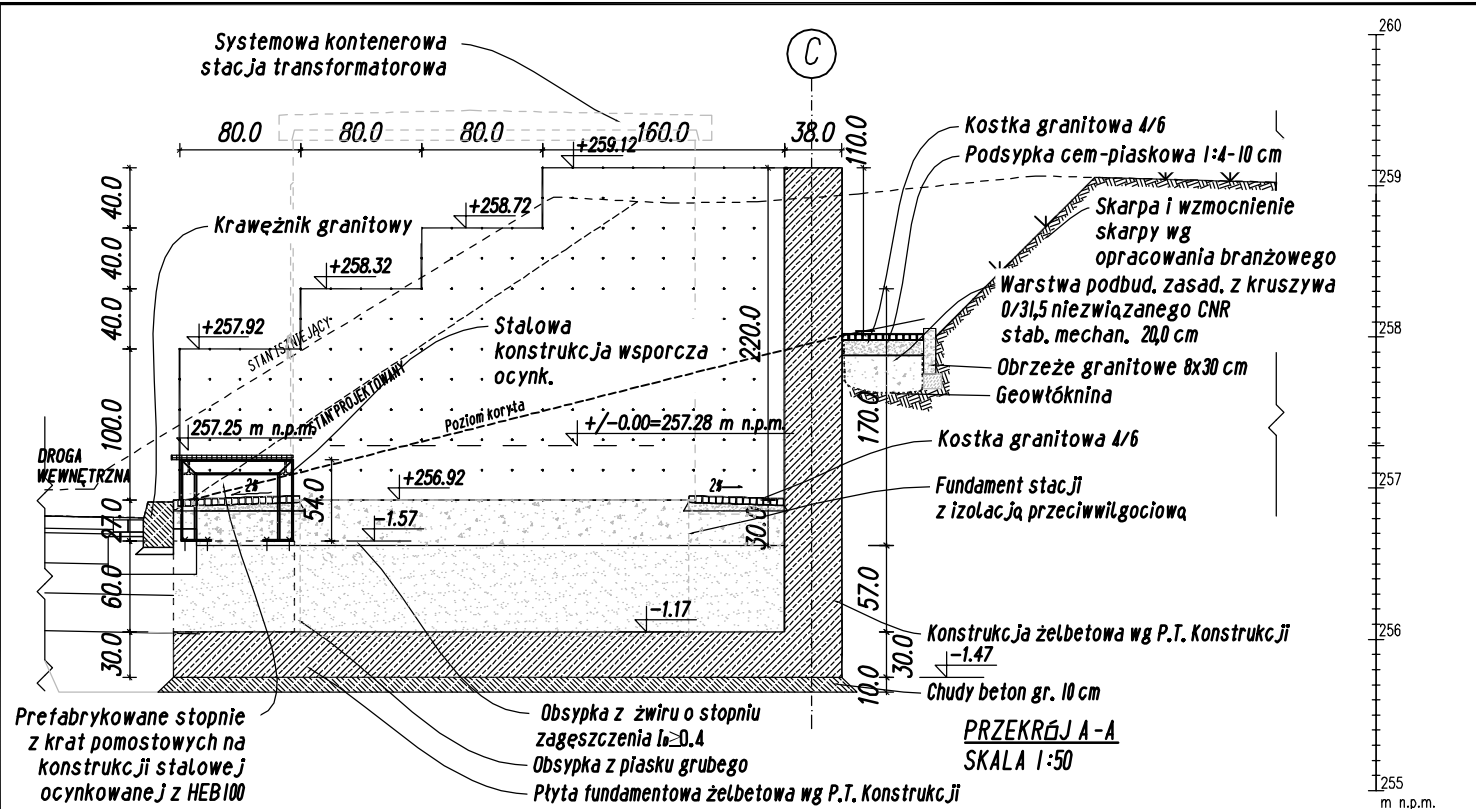 Systemowa kontenerowa
stacja transformatorowa
C
260
80.0
80.0
80.0
160.0
38.0
110.0
Kostka granitowa 4/6
Podsypka cem-piaskowa 1:4-10 cm
+259.12
259
40.0
+258.72
Skarpa i wzmocnienie
skarpy wg
opracowania branżowego
Krawężnik granitowy
40.0
+258.32
Warstwa podbud. zasad. z kruszywa
0/31,5 niezwiązanego CNR
stab. mechan. 20,0 cm
40.0
+257.92
STAN ISTNIEJĄCY
Stalowa
konstrukcja wsporcza
ocynk.
220.0
258
Obrzeże granitowe 8x30 cm
Geowłóknina
STAN PROJEKTOWANY
Poziom koryta
100.0
257.25 m n.p.m.
+/-0.00=257.28 m n.p.m.
170.0
Kostka granitowa 4/6
DROGA
WEWNĘTRZNA
2%
+256.92
2%
257
54.0
Fundament stacji
z izolacją przeciwwilgociową
-1.57
30.0
60.0
57.0
-1.17
256
Konstrukcja żelbetowa wg P.T. Konstrukcji
30.0
30.0
-1.47
10.0
Chudy beton gr. 10 cm
Prefabrykowane stopnie
z krat pomostowych na
konstrukcji stalowej
ocynkowanej z HEB100
Obsypka z żwiru o stopniu
zagęszczenia I₀≥0.4
Obsypka z piasku grubego
Płyta fundamentowa żelbetowa wg P.T. Konstrukcji
PRZEKRÓJ A-A
SKALA 1:50
255
m n.p.m.